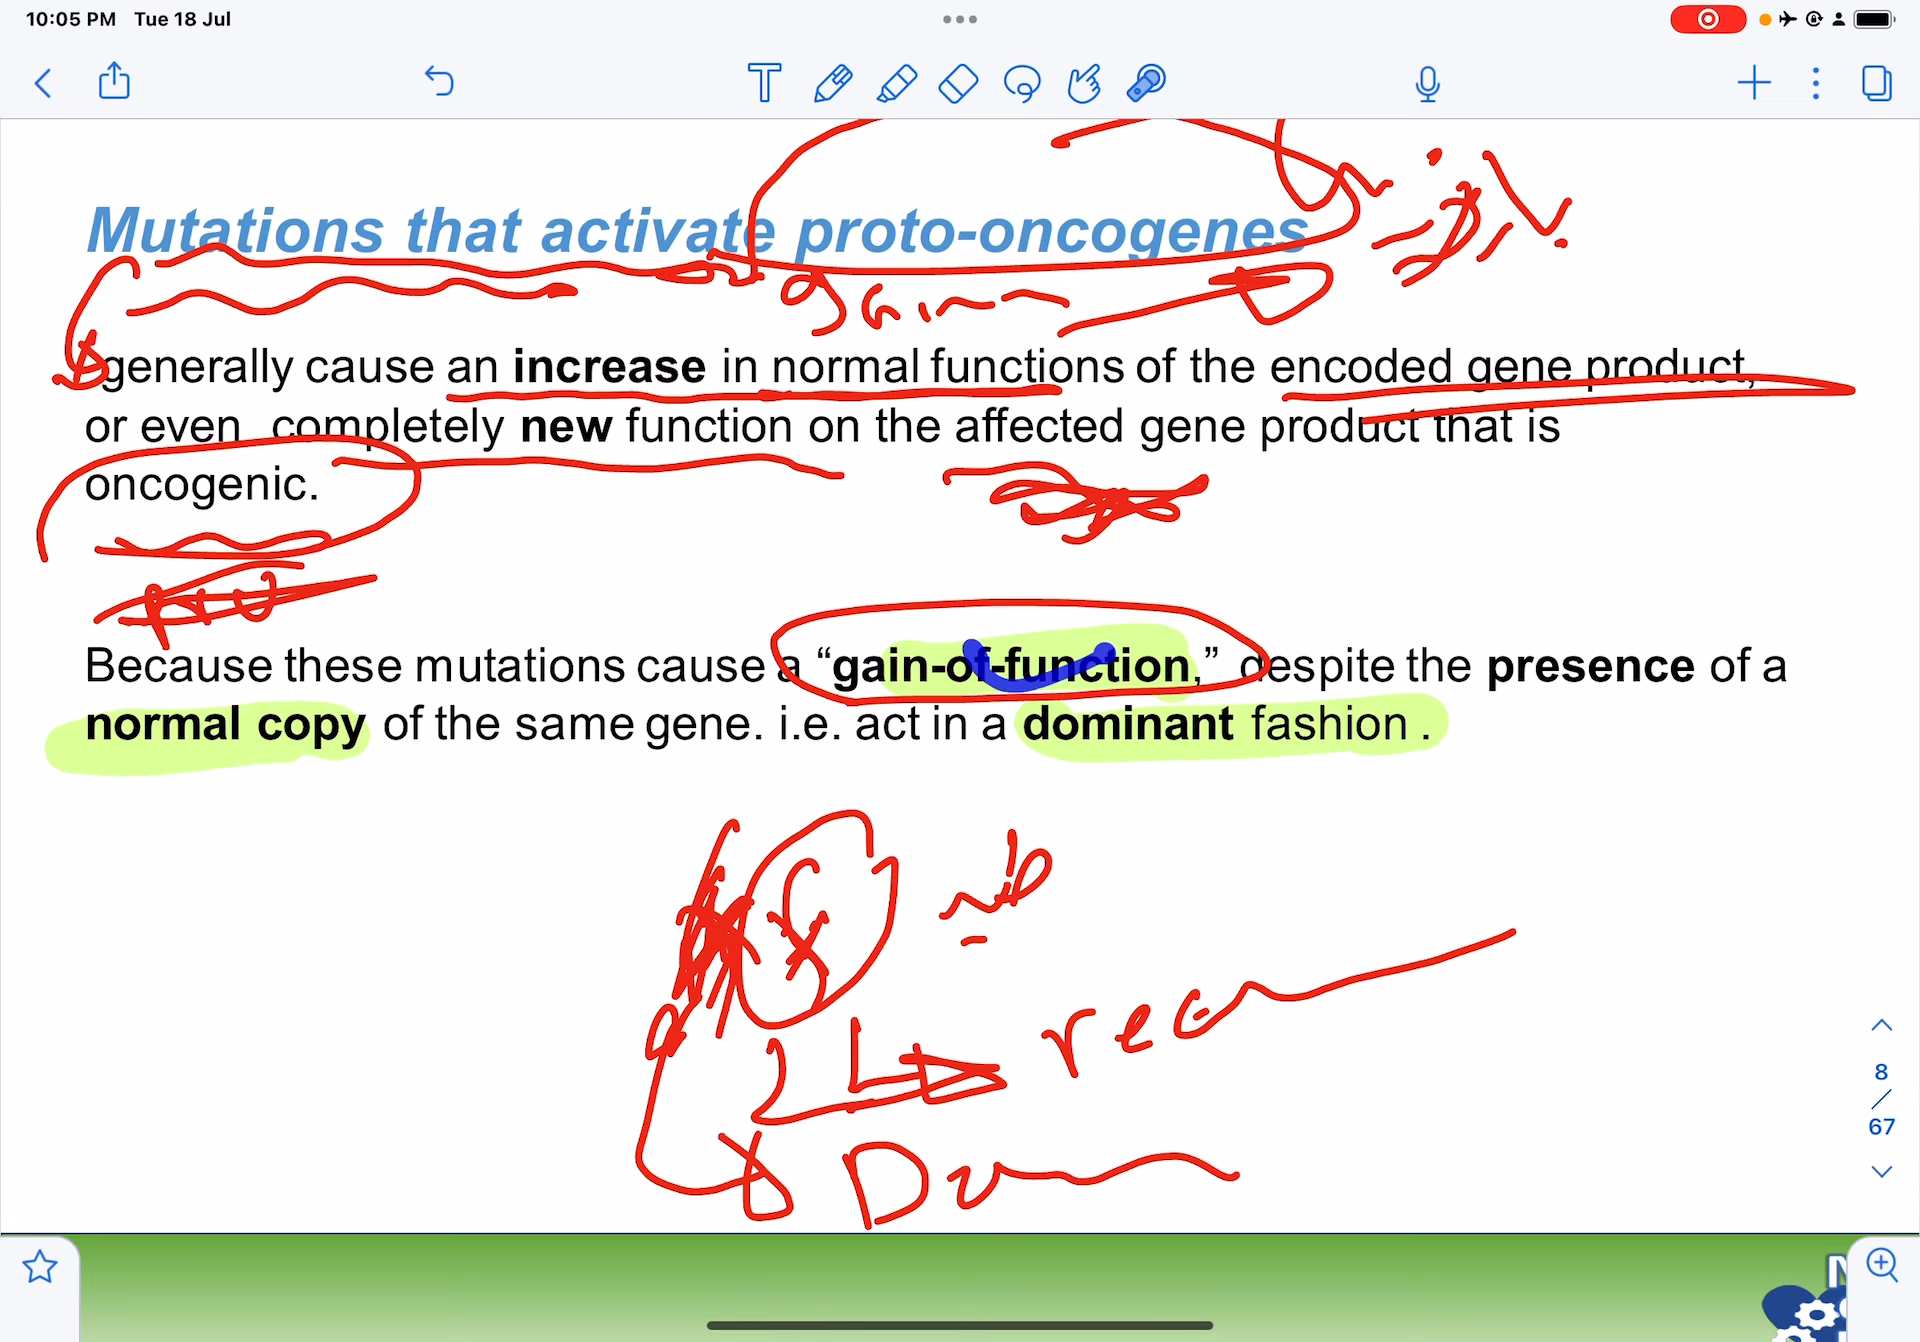 10:05 PM Tue 18 Jul
Mutations that activate proto-oncogenes
gain
generally cause an increase in normal functions of the encoded gene product,
or even completely new function on the affected gene product that is
oncogenic.
Because these mutations cause a “gain-of-function,” despite the presence of a
normal copy of the same gene. i.e. act in a dominant fashion .
8
/
67